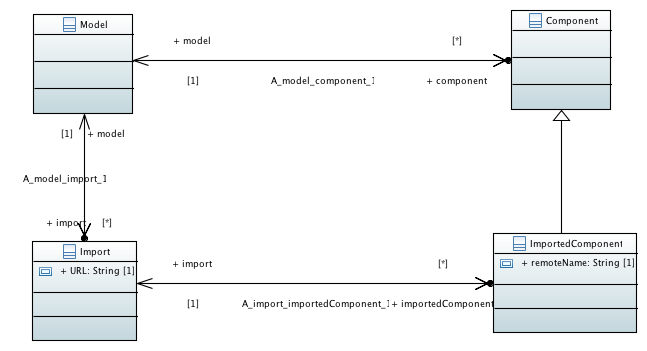 Model
Component
+ model
[*]
[1]
A_model_component_1
+ component
[1]
+ model
A_model_import_1
+ import
[*]
Import
+ URL: String [1]
+ import
[*]
[1]
A_import_importedComponent_1
+ importedComponent
ImportedComponent
+ remoteName: String [1]